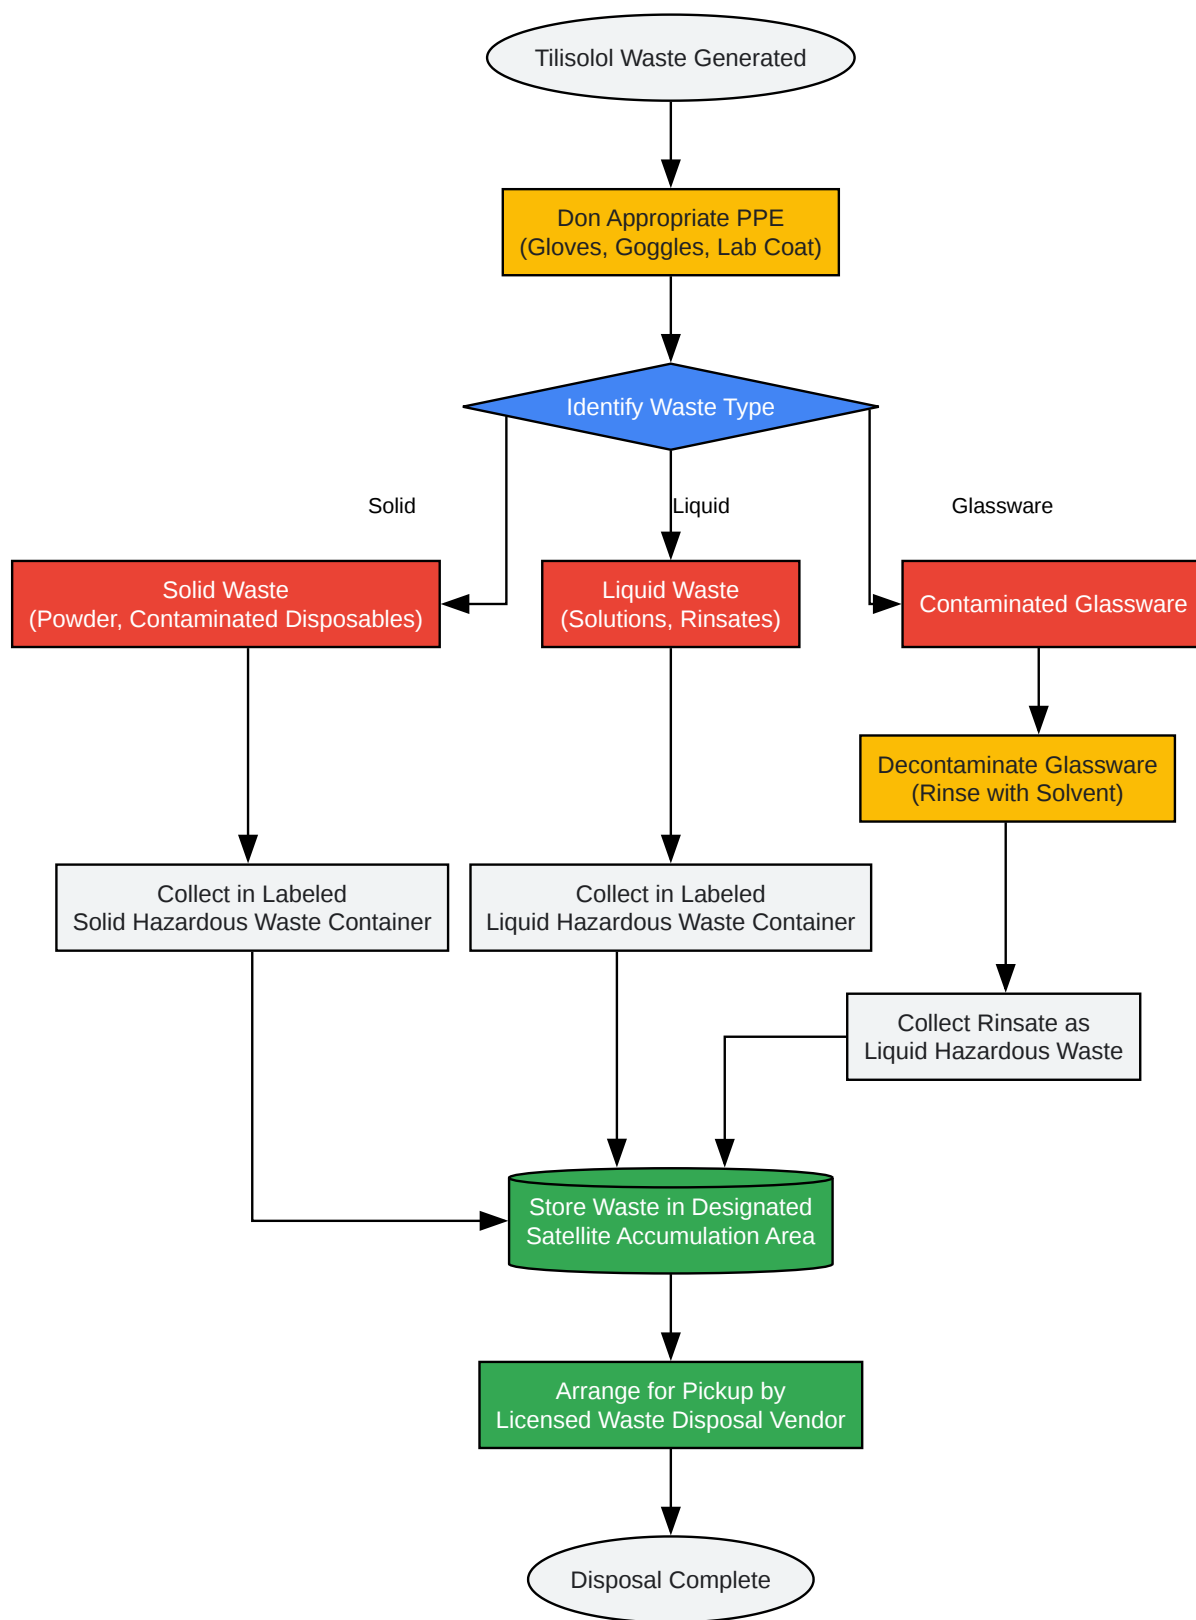 Tilisolol Waste Generated
Don Appropriate PPE
(Gloves, Goggles, Lab Coat)
Identify Waste Type
Solid
Liquid
Glassware
Solid Waste
(Powder, Contaminated Disposables)
Liquid Waste
(Solutions, Rinsates)
Contaminated Glassware
Decontaminate Glassware
(Rinse with Solvent)
Collect in Labeled
Solid Hazardous Waste Container
Collect in Labeled
Liquid Hazardous Waste Container
Collect Rinsate as
Liquid Hazardous Waste
Store Waste in Designated
Satellite Accumulation Area
Arrange for Pickup by
Licensed Waste Disposal Vendor
Disposal Complete